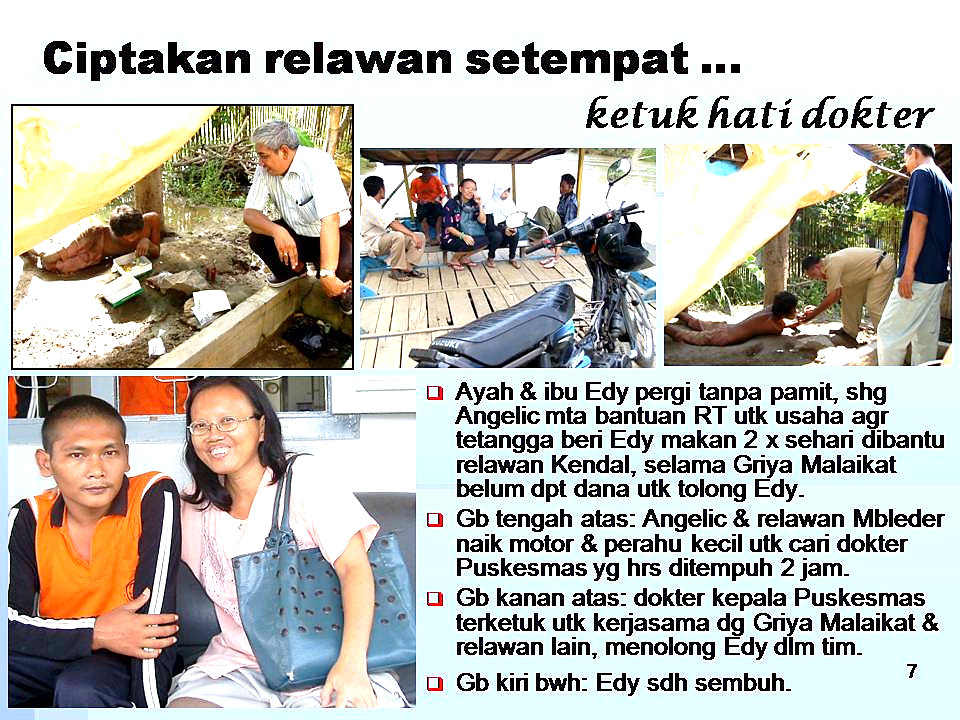 Ciptakan relawan setempat ...
ketuk hati dokter
SUZUKI
Ayah & ibu Edy pergi tanpa pamit, shg
Angelic mta bantuan RT utk usaha agr
tetangga beri Edy makan 2 x sehari dibantu
relawan Kendal, selama Griya Malaikat
belum dpt dana utk tolong Edy.
Gb tengah atas: Angelic & relawan Mbleder
naik motor & perahu kecil utk cari dokter
Puskesmas yg hrs ditempuh 2 jam.
Gb kanan atas: dokter kepala Puskesmas
terketuk utk kerjasama dg Griya Malaikat &
relawan lain, menolong Edy dlm tim.
Gb kiri bwh: Edy sdh sembuh.
7